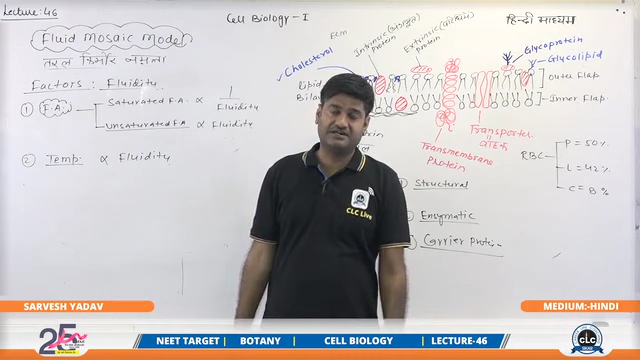 Lecture: 46
Cell Biology - I
हिन्दी माध्यम
Fluid Mosaic Model
तरल किर्मीर नमूना
Factors: Fluidity
① F.A.
Saturated F.A ∝ 1/Fluidity
Unsaturated F.A ∝ Fluidity
② Temp: ∝ Fluidity
Ecm
Cholesterol
Lipid
Bilay
Intrinsic
Protein
Extrinsic
protein
Glycoprotein
Glycolipid
Outer Flap
Inner Flap
Transmembrane
Protein
Transporter
Structural
Enzymatic
Carrier Protein
RBC
P = 50%
L = 42%
C = 8%
CLC Live
SARVESH YADAV
MEDIUM:-HINDI
25
NEET TARGET
BOTANY
CELL BIOLOGY
LECTURE-46
CLC